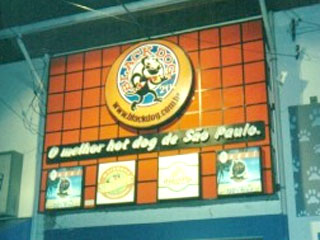 BLACK DOG
www.blackdog.com.br
O melhor hot dog de São Paulo.